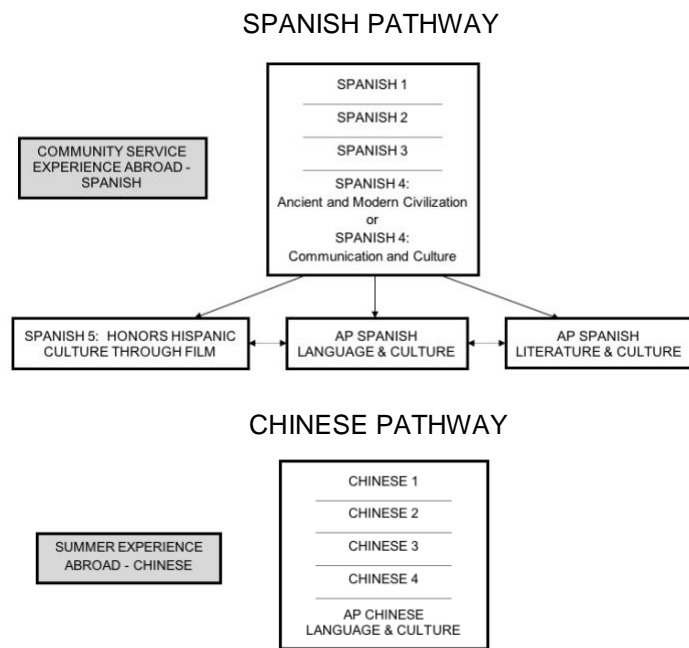 SPANISH PATHWAY
SPANISH 1
SPANISH 2
SPANISH 3
SPANISH 4:
Ancient and Modern Civilization
or
SPANISH 4:
Communication and Culture
COMMUNITY SERVICE
EXPERIENCE ABROAD -
SPANISH
SPANISH 5:  HONORS HISPANIC
CULTURE THROUGH FILM
AP SPANISH
LANGUAGE & CULTURE
AP SPANISH
LITERATURE & CULTURE
CHINESE PATHWAY
CHINESE 1
CHINESE 2
CHINESE 3
CHINESE 4
AP CHINESE
LANGUAGE & CULTURE
SUMMER EXPERIENCE
ABROAD - CHINESE